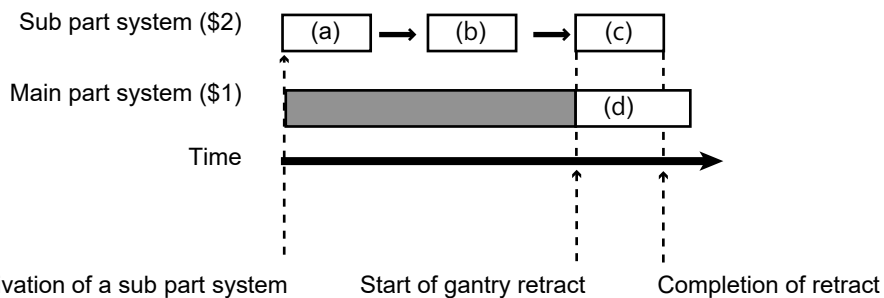 Sub part system ($2)
(a)
(b)
(c)
Main part system ($1)
(d)
Time
vation of a sub part system
Start of gantry retract
Completion of retract